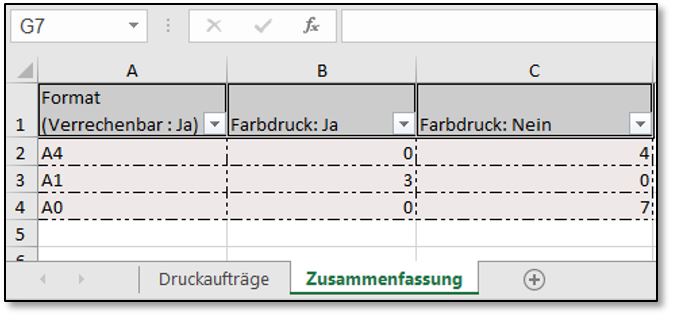 G7
fx
A B C
Format
1 (Verrechenbar : Ja) Farbdruck: Ja Farbdruck: Nein
2 A4 0 4
3 A1 3 0
4 A0 0 7
5
Druckaufträge Zusammenfassung